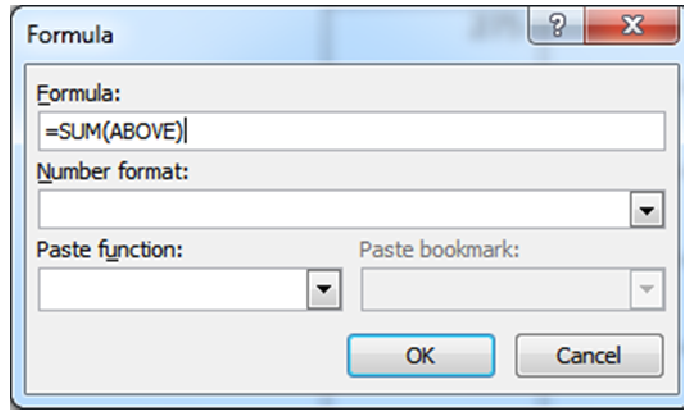 Formula
?
Formula:
=SUM(ABOVE)
Number format:
Paste function: Paste bookmark:
OK Cancel